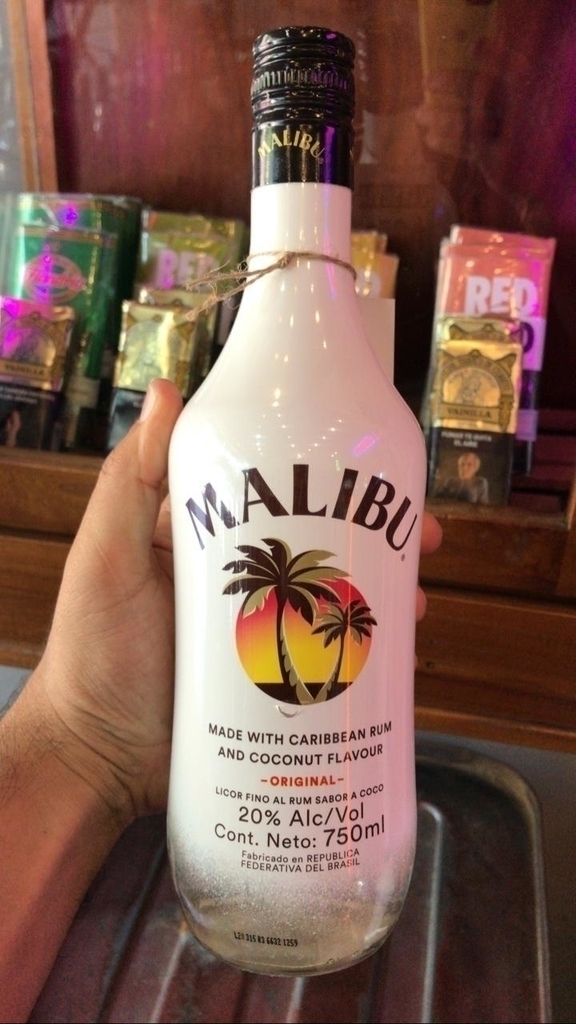 MALIBU
RED
RED
VAINILLA
MALIBU
MADE WITH CARIBBEAN RUM
AND COCONUT FLAVOUR
-ORIGINAL-
LICOR FINO AL RUM SABOR A COCO
20% Alc/Vol
Cont. Neto: 750ml
Fabricado en REPUBLICA
FEDERATIVA DEL BRASIL